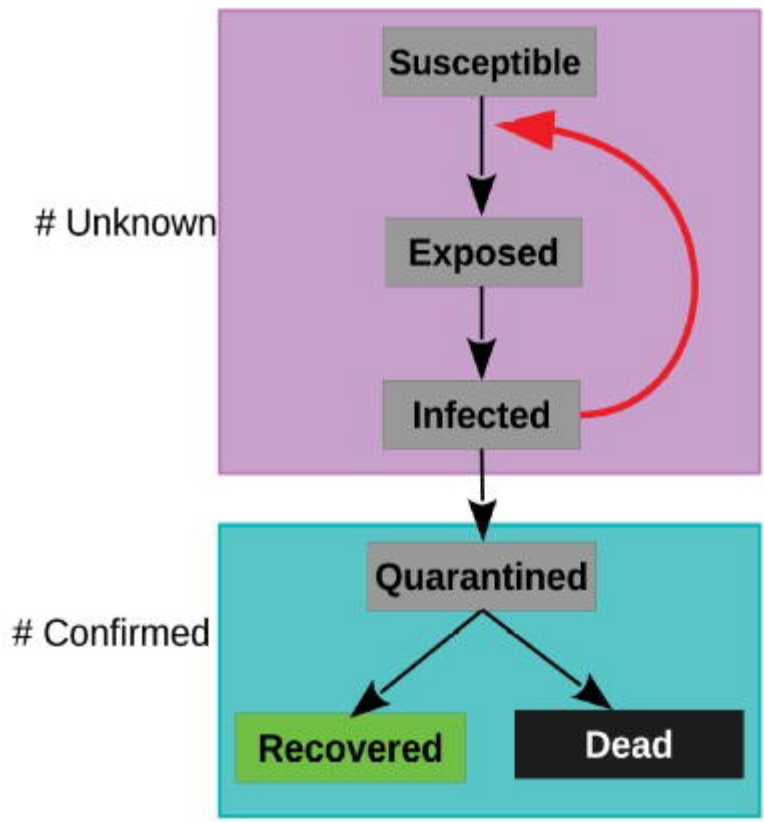 Susceptible
# Unknown
Exposed
Infected
Quarantined
# Confirmed
Recovered
Dead